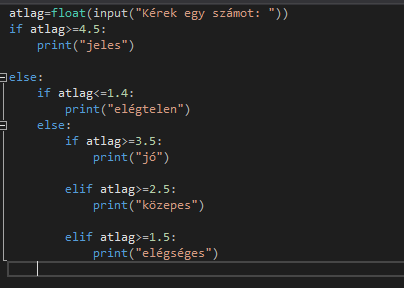 atlag=float(input("Kérek egy számot: "))
if atlag>=4.5:
    print("jeles")
else:
    if atlag<=1.4:
        print("elégtelen")
    else:
        if atlag>=3.5:
            print("jó")
        elif atlag>=2.5:
            print("közepes")
        elif atlag>=1.5:
            print("elégséges")